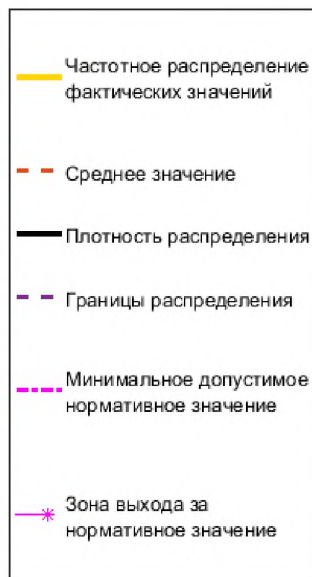 Частотное распределение
фактических значений
Среднее значение
Плотность распределения
Границы распределения
Минимальное допустимое
нормативное значение
Зона выхода за
нормативное значение